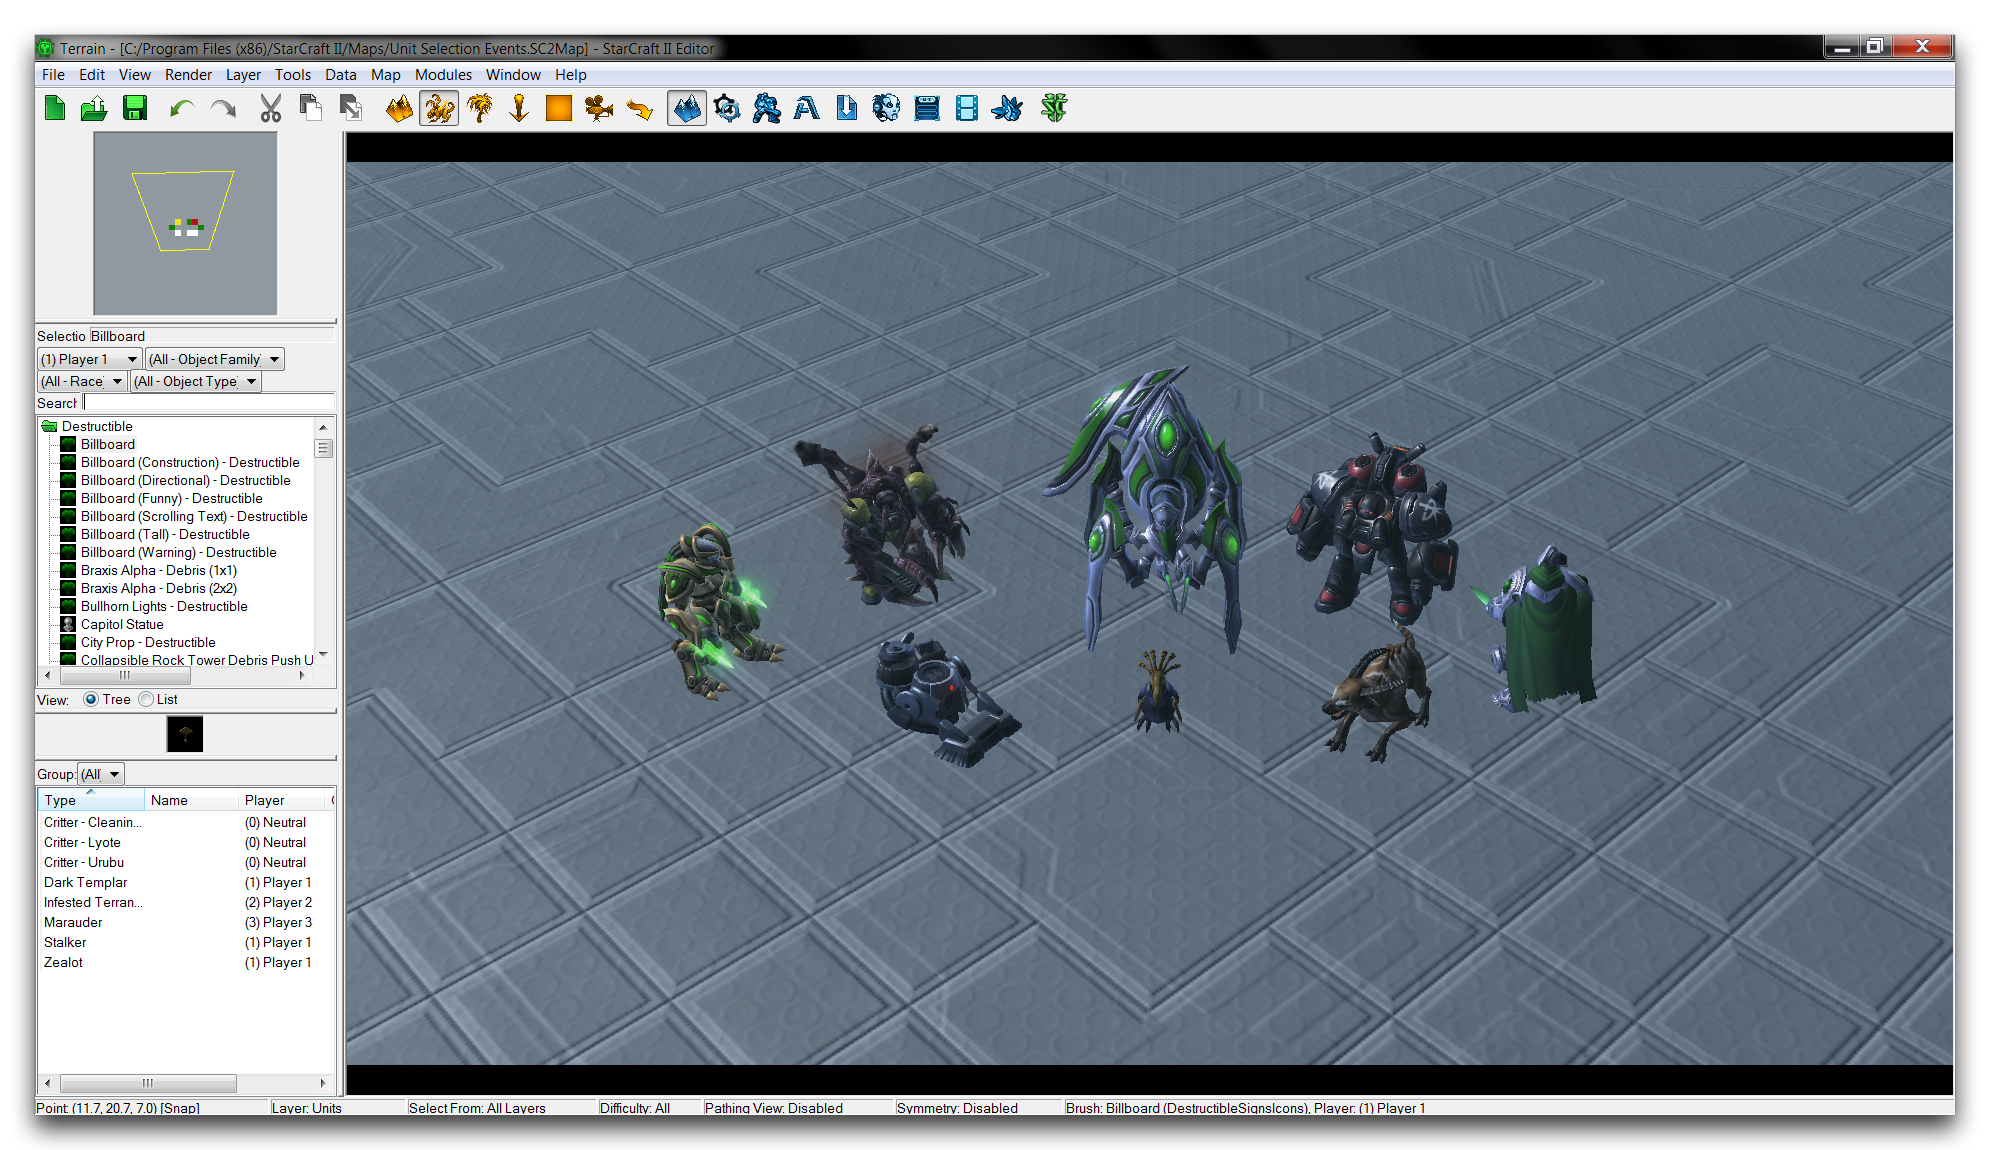 Terrain - [C:/Program Files (x86)/StarCraft II/Maps/Unit Selection Events.SC2Map] - StarCraft II Editor
File Edit View Render Layer Tools Data Map Modules Window Help
Selectio Billboard
(1) Player 1 (All - Object Family)
(All - Race) (All - Object Type)
Search
Destructible
Billboard
Billboard (Construction) - Destructible
Billboard (Directional) - Destructible
Billboard (Funny) - Destructible
Billboard (Scrolling Text) - Destructible
Billboard (Tall) - Destructible
Billboard (Warning) - Destructible
Braxis Alpha - Debris (1x1)
Braxis Alpha - Debris (2x2)
Bullhorn Lights - Destructible
Capitol Statue
City Prop - Destructible
Collapsible Rock Tower Debris Push U
View: Tree List
Group: (All)
Type Name Player
Critter - Cleanin... (0) Neutral
Critter - Lyote (0) Neutral
Critter - Urubu (0) Neutral
Dark Templar (1) Player 1
Infested Terran... (2) Player 2
Marauder (3) Player 3
Stalker (1) Player 1
Zealot (1) Player 1
Point: (11.7, 20.7, 7.0) [Snap] Layer: Units Select From: All Layers Difficulty: All Pathing View: Disabled Symmetry: Disabled Brush: Billboard (DestructibleSignsIcons), Player: (1) Player 1